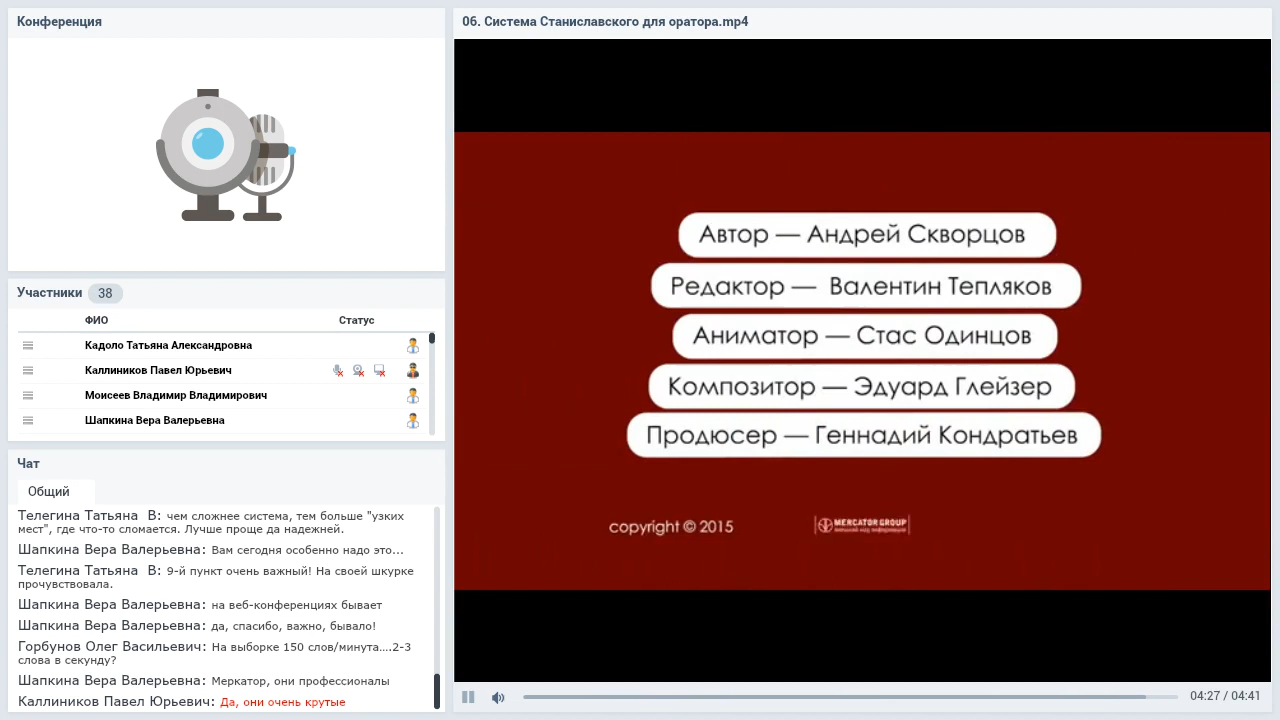 Конференция
06. Система Станиславского для оратора.mp4
Автор — Андрей Скворцов
Редактор — Валентин Тепляков
Аниматор — Стас Одинцов
Композитор — Эдуард Глейзер
Продюсер — Геннадий Кондратьев
copyright © 2015
MERCATOR GROUP
04:27 / 04:41
Участники 38
ФИО Статус
Кадоло Татьяна Александровна
Каллиников Павел Юрьевич
Моисеев Владимир Владимирович
Шапкина Вера Валерьевна
Чат
Общий
Телегина Татьяна В: чем сложнее система, тем больше "узких
мест", где что-то сломается. Лучше проще да надежней.
Шапкина Вера Валерьевна: Вам сегодня особенно надо это...
Телегина Татьяна В: 9-й пункт очень важный! На своей шкурке
прочувствовала.
Шапкина Вера Валерьевна: на веб-конференциях бывает
Шапкина Вера Валерьевна: да, спасибо, важно, бывало!
Горбунов Олег Васильевич: На выборке 150 слов/минута....2-3
слова в секунду?
Шапкина Вера Валерьевна: Меркатор, они профессионалы
Каллиников Павел Юрьевич: Да, они очень крутые